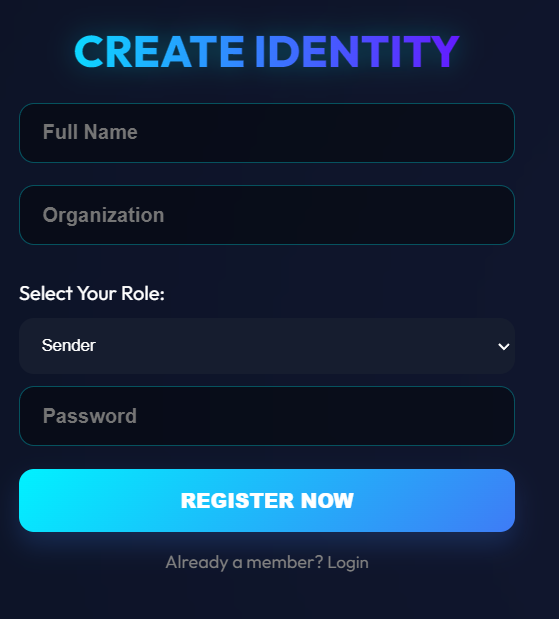 CREATE IDENTITY
Full Name
Organization
Select Your Role:
Sender
Password
REGISTER NOW
Already a member? Login